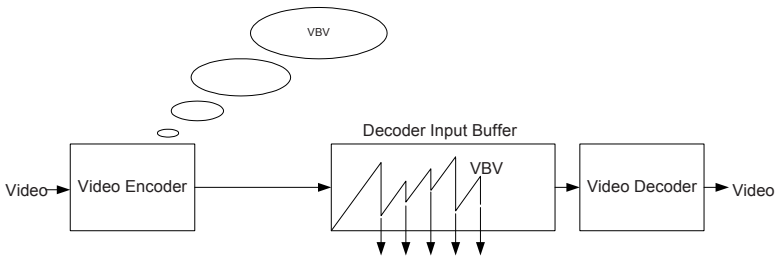 VBV
Decoder Input Buffer
Video
Video Encoder
VBV
Video Decoder
Video